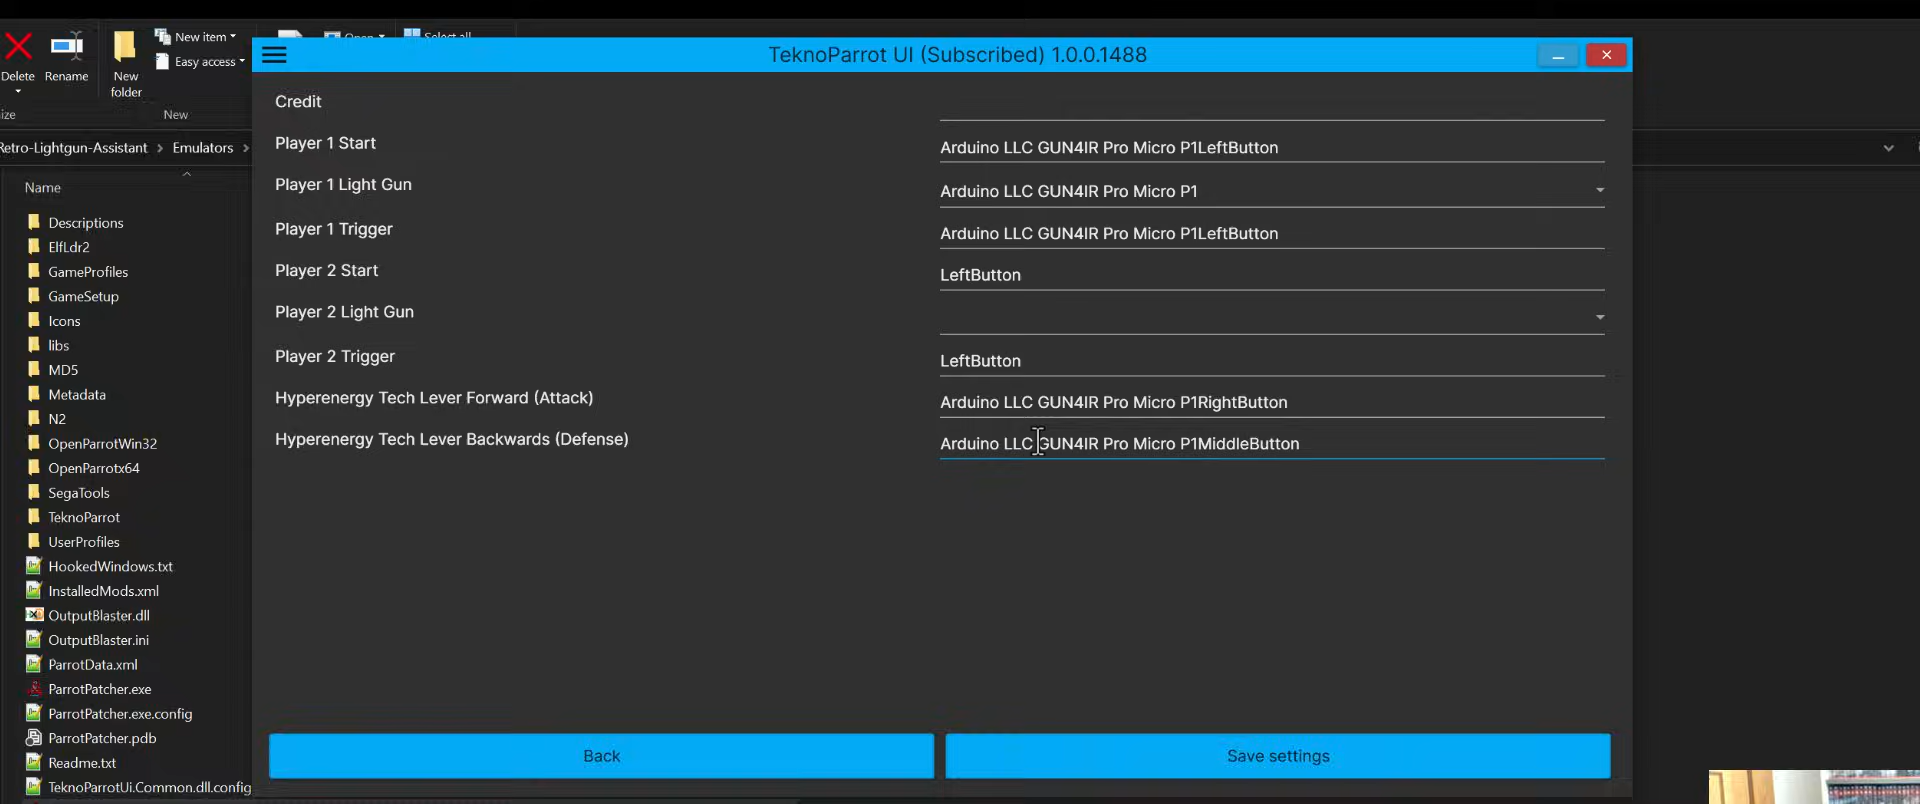 New item
Open
Select all
Easy access
Delete
Rename
New
folder
ize
New
TeknoParrot UI (Subscribed) 1.0.0.1488
Retro-Lightgun-Assistant > Emulators >
Name
Descriptions
ElfLdr2
GameProfiles
GameSetup
Icons
libs
MD5
Metadata
N2
OpenParrotWin32
OpenParrotx64
SegaTools
TeknoParrot
UserProfiles
HookedWindows.txt
InstalledMods.xml
OutputBlaster.dll
OutputBlaster.ini
ParrotData.xml
ParrotPatcher.exe
ParrotPatcher.exe.config
ParrotPatcher.pdb
Readme.txt
TeknoParrotUi.Common.dll.config
Credit
Player 1 Start
Arduino LLC GUN4IR Pro Micro P1LeftButton
Player 1 Light Gun
Arduino LLC GUN4IR Pro Micro P1
Player 1 Trigger
Arduino LLC GUN4IR Pro Micro P1LeftButton
Player 2 Start
LeftButton
Player 2 Light Gun
Player 2 Trigger
LeftButton
Hyperenergy Tech Lever Forward (Attack)
Arduino LLC GUN4IR Pro Micro P1RightButton
Hyperenergy Tech Lever Backwards (Defense)
Arduino LLC GUN4IR Pro Micro P1MiddleButton
Back
Save settings